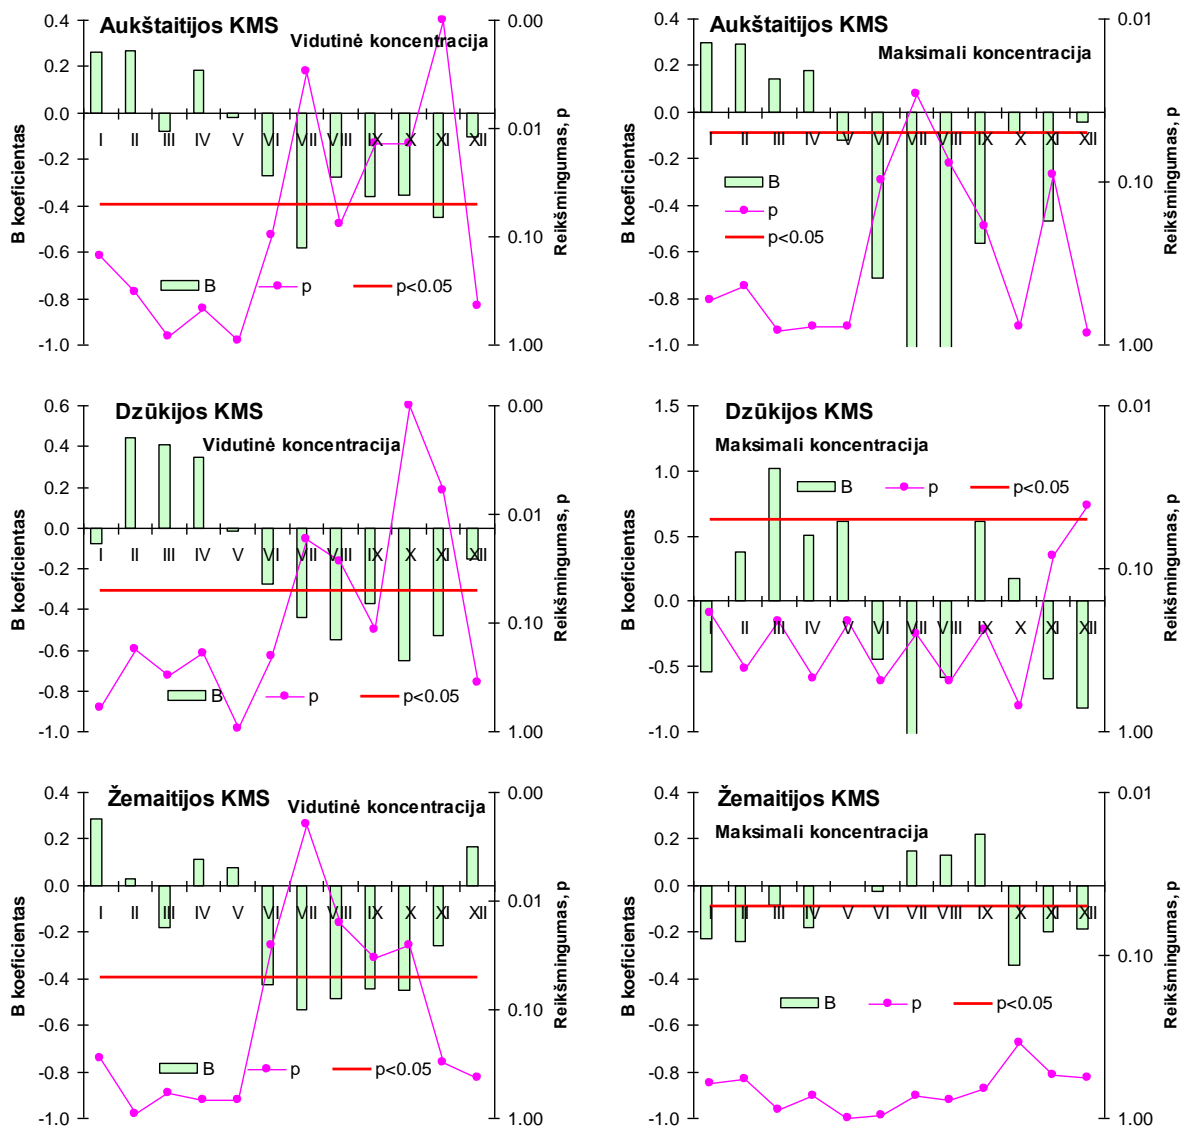 Aukštaitijos KMS
Vidutinė koncentracija
B koeficientas
0.4
0.2
0.0
-0.2
-0.4
-0.6
-0.8
-1.0
I II III IV V VI VII VIII IX X XI XII
B p p<0.05
0.00
0.01
0.10
1.00
Reikšmingumas, p
Aukštaitijos KMS
Maksimali koncentracija
B koeficientas
0.4
0.2
0.0
-0.2
-0.4
-0.6
-0.8
-1.0
I II III IV V VI VII VIII IX X XI XII
B
p
p<0.05
0.01
0.10
1.00
Reikšmingumas, p
Dzūkijos KMS
Vidutinė koncentracija
B koeficientas
0.6
0.4
0.2
0.0
-0.2
-0.4
-0.6
-0.8
-1.0
I II III IV V VI VII VIII IX X XI XII
B p p<0.05
0.00
0.01
0.10
1.00
Reikšmingumas, p
Dzūkijos KMS
Maksimali koncentracija
B koeficientas
1.5
1.0
0.5
0.0
-0.5
-1.0
B p p<0.05
I II III IV V VI VII VIII IX X XI XII
0.01
0.10
1.00
Reikšmingumas, p
Žemaitijos KMS
Vidutinė koncentracija
B koeficientas
0.4
0.2
0.0
-0.2
-0.4
-0.6
-0.8
-1.0
I II III IV V VI VII VIII IX X XI XII
B p p<0.05
0.00
0.01
0.10
1.00
Reikšmingumas, p
Žemaitijos KMS
Maksimali koncentracija
B koeficientas
0.4
0.2
0.0
-0.2
-0.4
-0.6
-0.8
-1.0
I II III IV V VI VII VIII IX X XI XII
B p p<0.05
0.01
0.10
1.00
Reikšmingumas, p